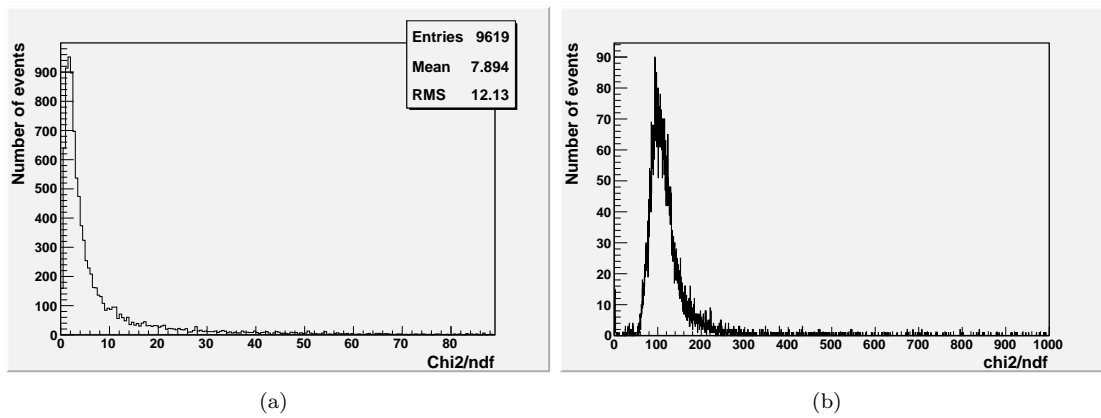 Entries 9619
Mean 7.894
RMS 12.13
Number of events
900
800
700
600
500
400
300
200
100
0
0 10 20 30 40 50 60 70 80
Chi2/ndf
(a)
Number of events
90
80
70
60
50
40
30
20
10
0
0 100 200 300 400 500 600 700 800 900 1000
chi2/ndf
(b)